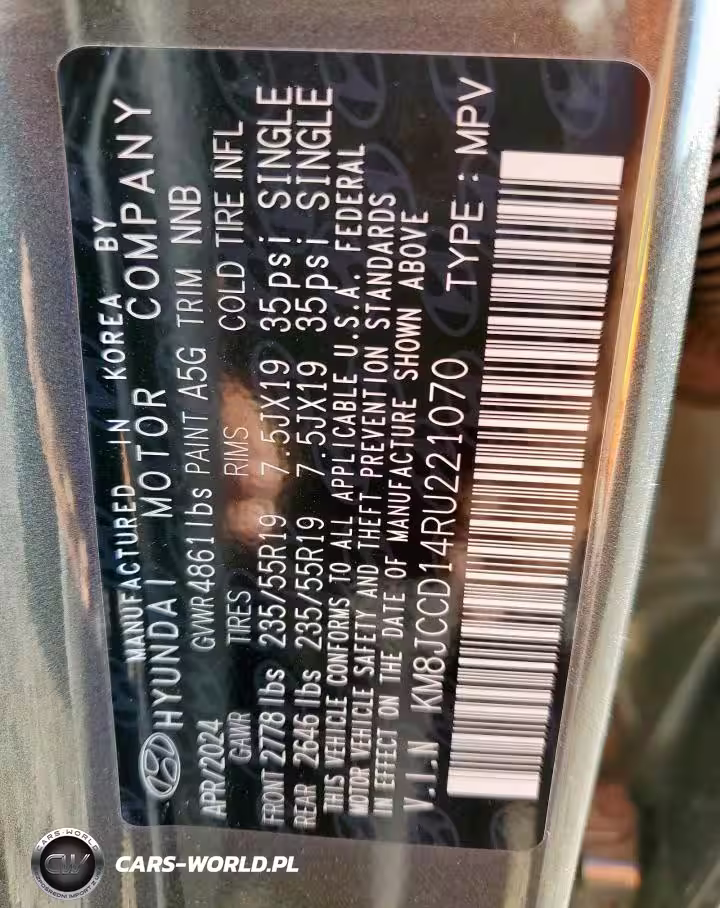 MANUFACTURED IN KOREA BY
HYUNDAI MOTOR COMPANY
APR/2024 GVWR 4861 lbs PAINT A5G TRIM NNB
GAWR TIRES RIMS COLD TIRE INFL
FRONT 2778 lbs 235/55R19 7.5JX19 35psi SINGLE
REAR 2646 lbs 235/55R19 7.5JX19 35psi SINGLE
THIS VEHICLE CONFORMS TO ALL APPLICABLE U.S.A. FEDERAL
MOTOR VEHICLE SAFETY AND THEFT PREVENTION STANDARDS
IN EFFECT ON THE DATE OF MANUFACTURE SHOWN ABOVE
V.I.N KM8JCCD14RU221070 TYPE : MPV
CARS-WORLD
CW
CARS-WORLD.PL